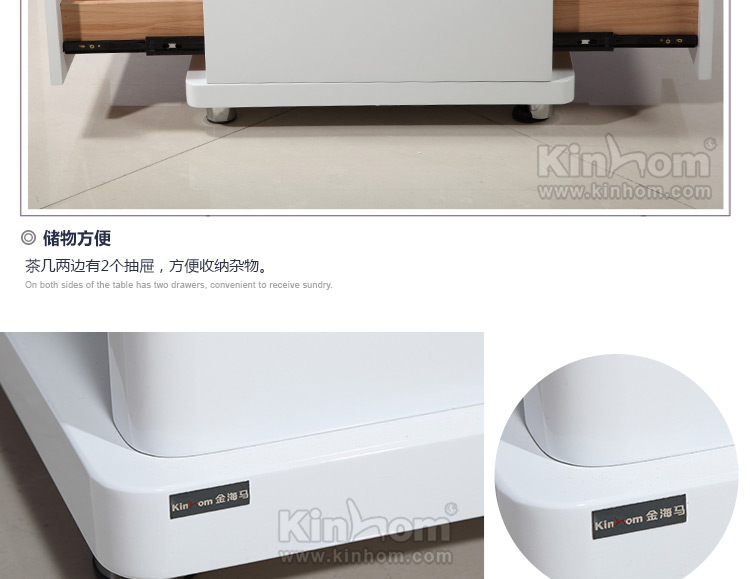 Kinhom
www.kinhom.com
储物方便
茶几两边有2个抽屉，方便收纳杂物。
On both sides of the table has two drawers, convenient to receive sundry.
Kinhom 金海马
Kinhom
www.kinhom.com
Kinhom 金海马